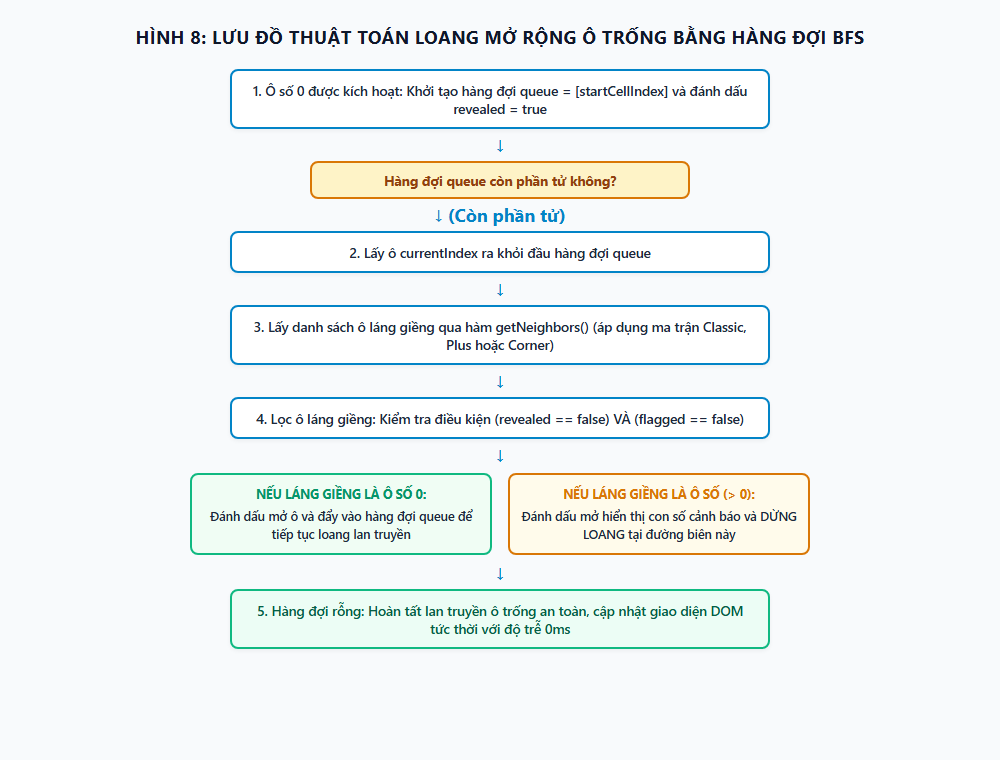 HÌNH 8: LƯU ĐỒ THUẬT TOÁN LOANG MỞ RỘNG Ô TRỐNG BẰNG HÀNG ĐỢI BFS
1. Ô số 0 được kích hoạt: Khởi tạo hàng đợi queue = [startCellIndex] và đánh dấu
revealed = true
↓
Hàng đợi queue còn phần tử không?
↓ (Còn phần tử)
2. Lấy ô currentIndex ra khỏi đầu hàng đợi queue
↓
3. Lấy danh sách ô láng giềng qua hàm getNeighbors() (áp dụng ma trận Classic,
Plus hoặc Corner)
↓
4. Lọc ô láng giềng: Kiểm tra điều kiện (revealed == false) VÀ (flagged == false)
↓
NẾU LÁNG GIỀNG LÀ Ô SỐ 0:
Đánh dấu mở ô và đẩy vào hàng đợi queue để
tiếp tục loang lan truyền
NẾU LÁNG GIỀNG LÀ Ô SỐ (> 0):
Đánh dấu mở hiển thị con số cảnh báo và DỪNG
LOANG tại đường biên này
↓
5. Hàng đợi rỗng: Hoàn tất lan truyền ô trống an toàn, cập nhật giao diện DOM
tức thời với độ trễ 0ms